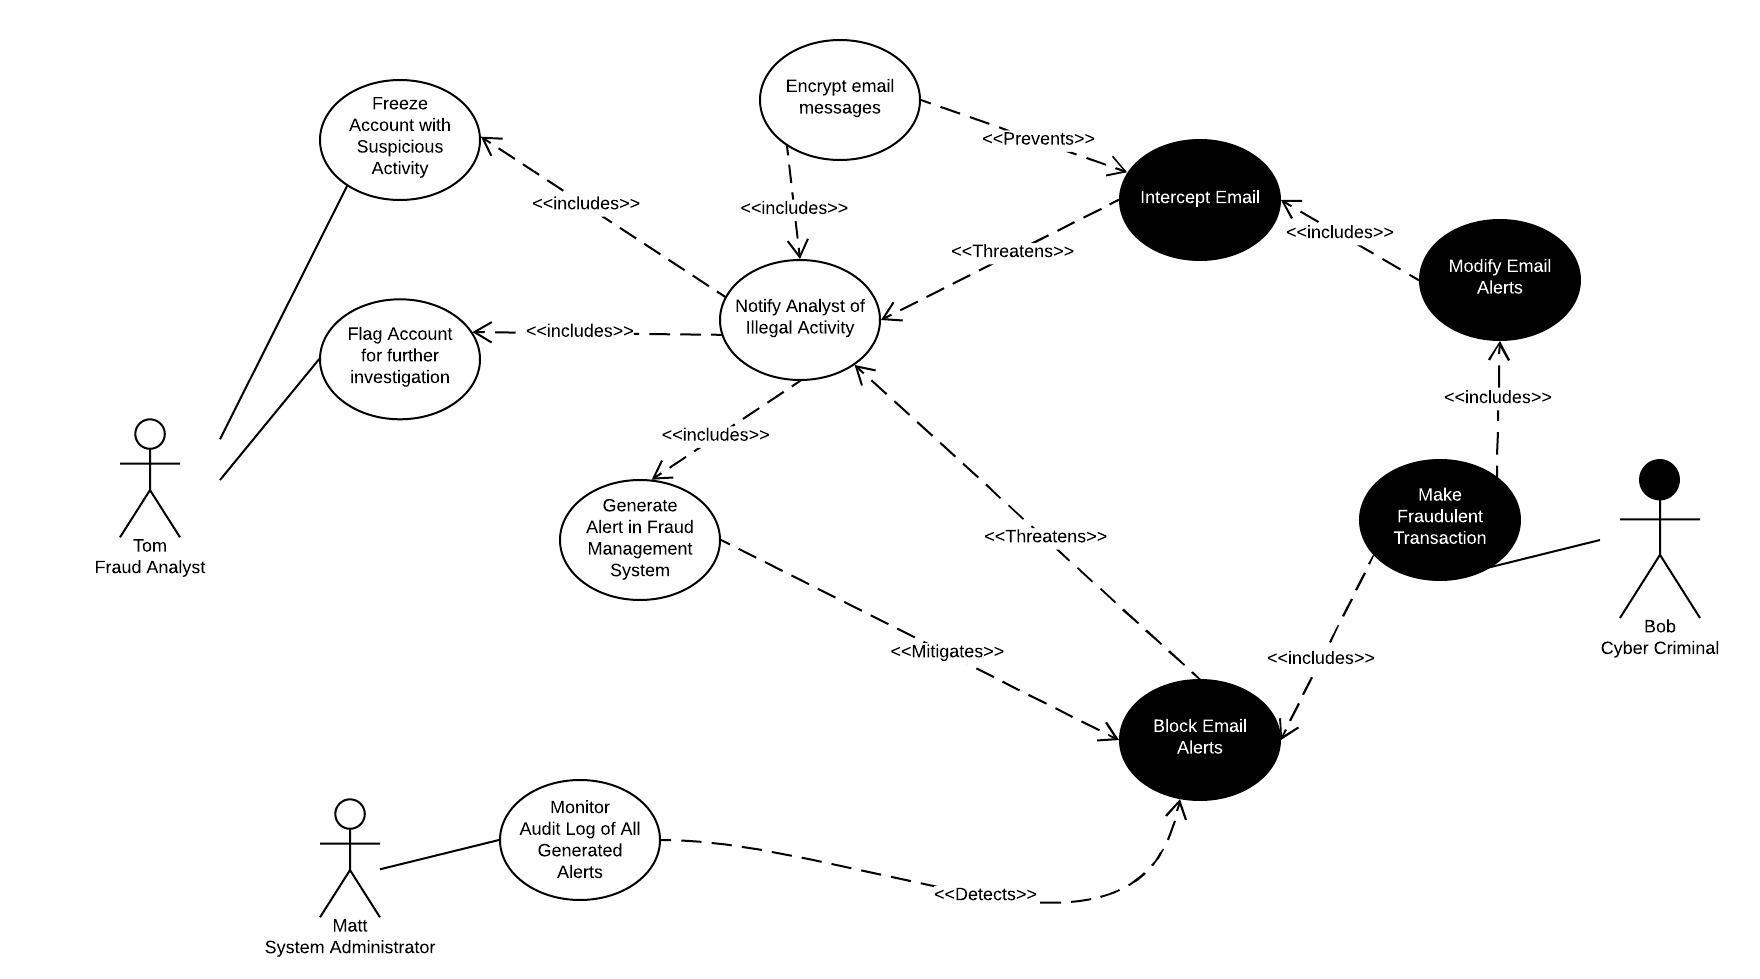 Encrypt email
messages
Freeze
Account with
Suspicious
Activity
<<Prevents>>
Intercept Email
<<includes>>
<<includes>>
<<includes>>
<<Threatens>>
Modify Email
Alerts
Notify Analyst of
Illegal Activity
Flag Account
for further
investigation
<<includes>>
<<includes>>
<<includes>>
Generate
Alert in Fraud
Management
System
Make
Fraudulent
Transaction
<<Threatens>>
Tom
Fraud Analyst
Bob
Cyber Criminal
<<Mitigates>>
<<includes>>
Block Email
Alerts
Monitor
Audit Log of All
Generated
Alerts
<<Detects>>
Matt
System Administrator